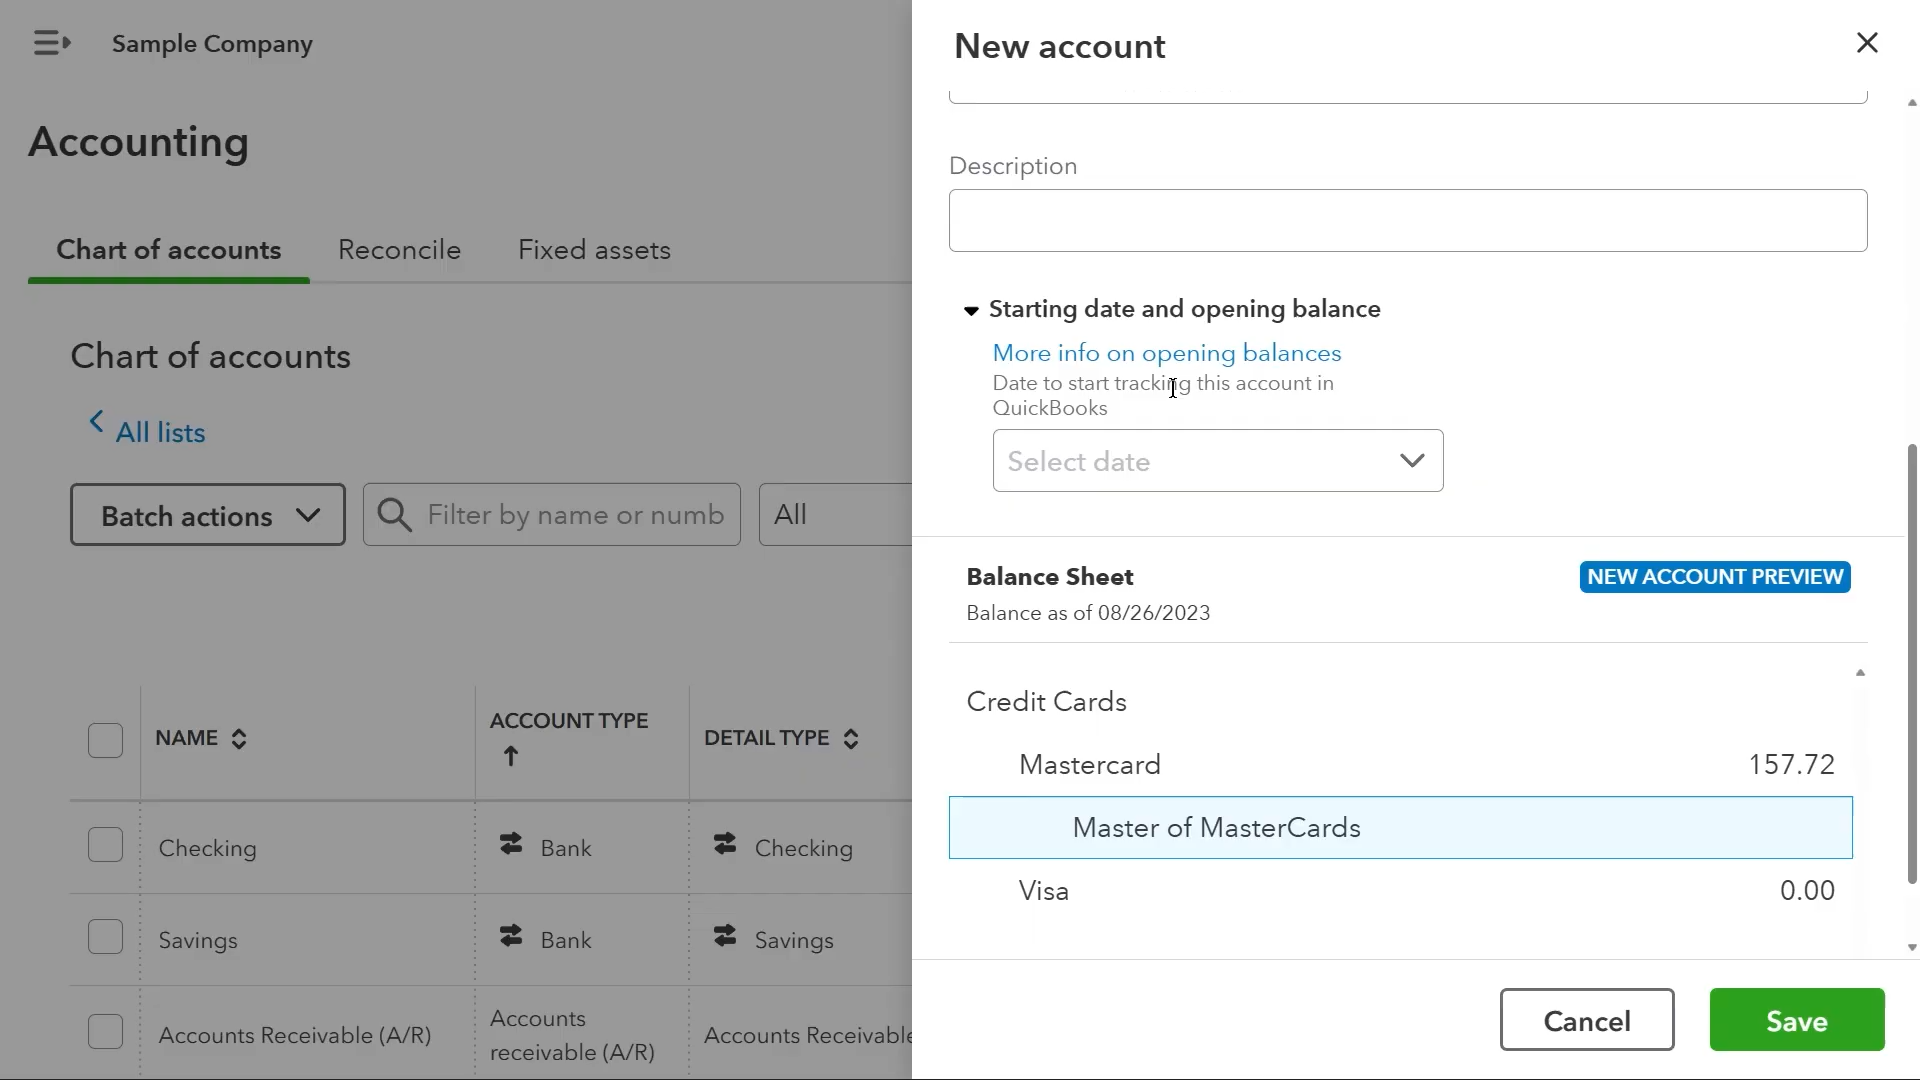 Sample Company
Accounting
Chart of accounts
Reconcile
Fixed assets
Chart of accounts
All lists
Batch actions
Filter by name or numb
All
NAME
ACCOUNT TYPE
DETAIL TYPE
Checking
Bank
Checking
Savings
Bank
Savings
Accounts Receivable (A/R)
Accounts
receivable (A/R)
Accounts Receivable
New account
Description
Starting date and opening balance
More info on opening balances
Date to start tracking this account in
QuickBooks
Select date
Balance Sheet
NEW ACCOUNT PREVIEW
Balance as of 08/26/2023
Credit Cards
Mastercard 157.72
Master of MasterCards
Visa 0.00
Cancel
Save